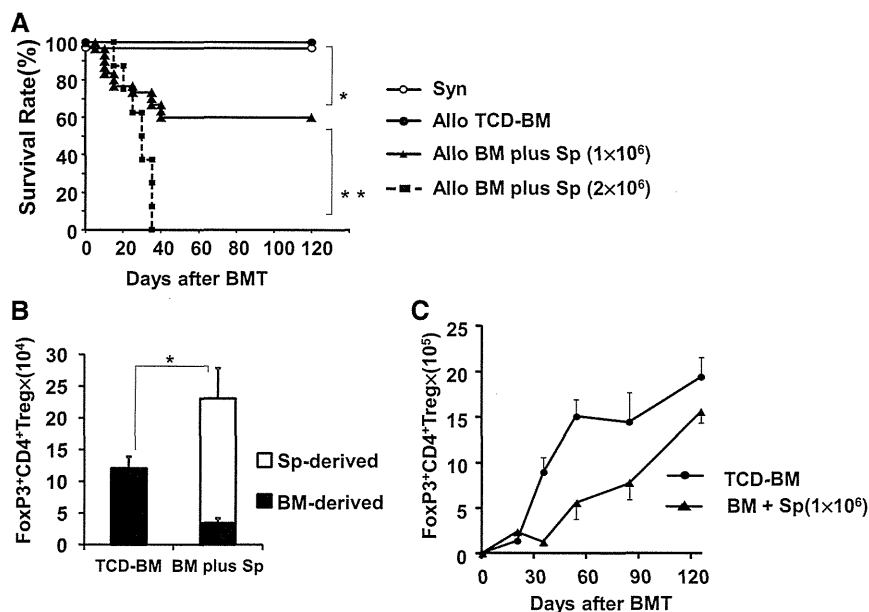 A
Survival Rate(%)
100
80
60
40
20
0
0 20 40 60 80 100 120
Days after BMT
*
* *
Syn
Allo TCD-BM
Allo BM plus Sp (1×10⁶)
Allo BM plus Sp (2×10⁶)
B
FoxP3⁺CD4⁺Treg×(10⁴)
30
25
20
15
10
5
0
*
TCD-BM BM plus Sp
Sp-derived
BM-derived
C
FoxP3⁺CD4⁺Treg×(10⁵)
25
20
15
10
5
0
0 30 60 90 120
Days after BMT
TCD-BM
BM + Sp(1×10⁶)